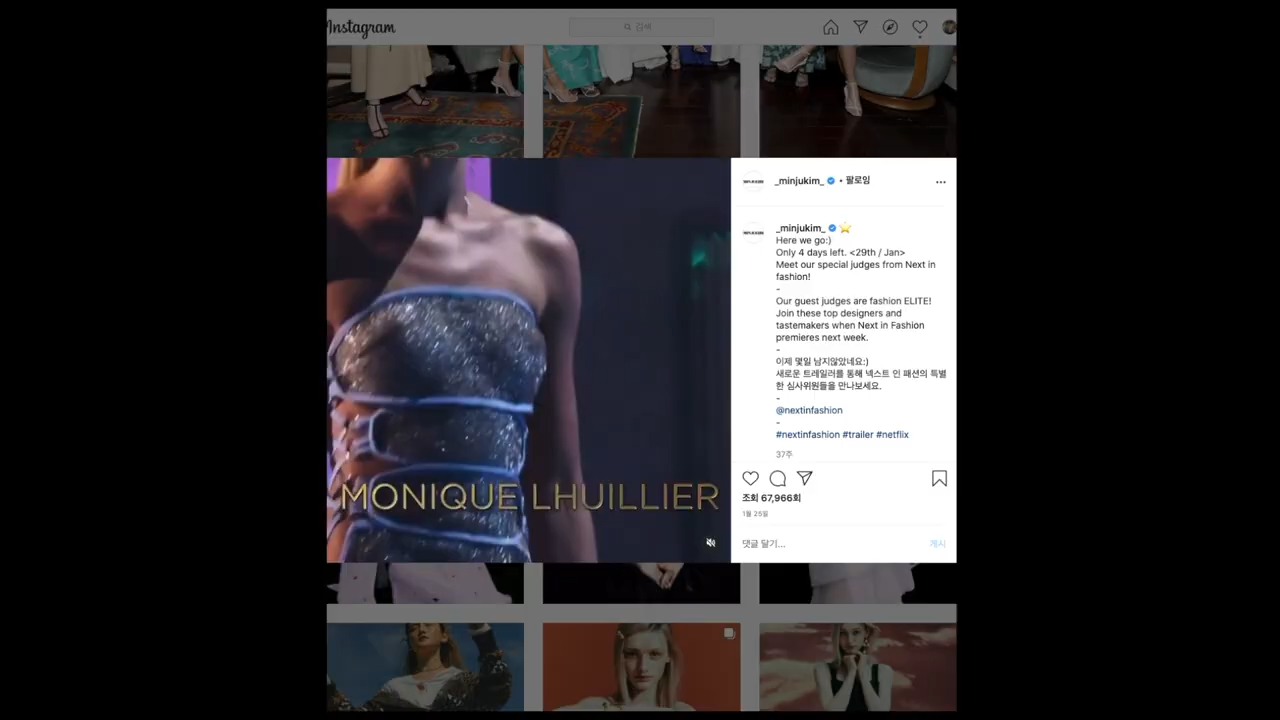 Instagram
검색
_minjukim_ • 팔로잉
_minjukim_ ⭐
Here we go:)
Only 4 days left. <29th / Jan>
Meet our special judges from Next in
fashion!
-
Our guest judges are fashion ELITE!
Join these top designers and
tastemakers when Next in Fashion
premieres next week.
-
이제 몇일 남지않았네요:)
새로운 트레일러를 통해 넥스트 인 패션의 특별
한 심사위원들을 만나보세요.
-
@nextinfashion
-
#nextinfashion #trailer #netflix
37주
MONIQUE LHUILLIER
조회 67,966회
1월 25일
댓글 달기...
게시